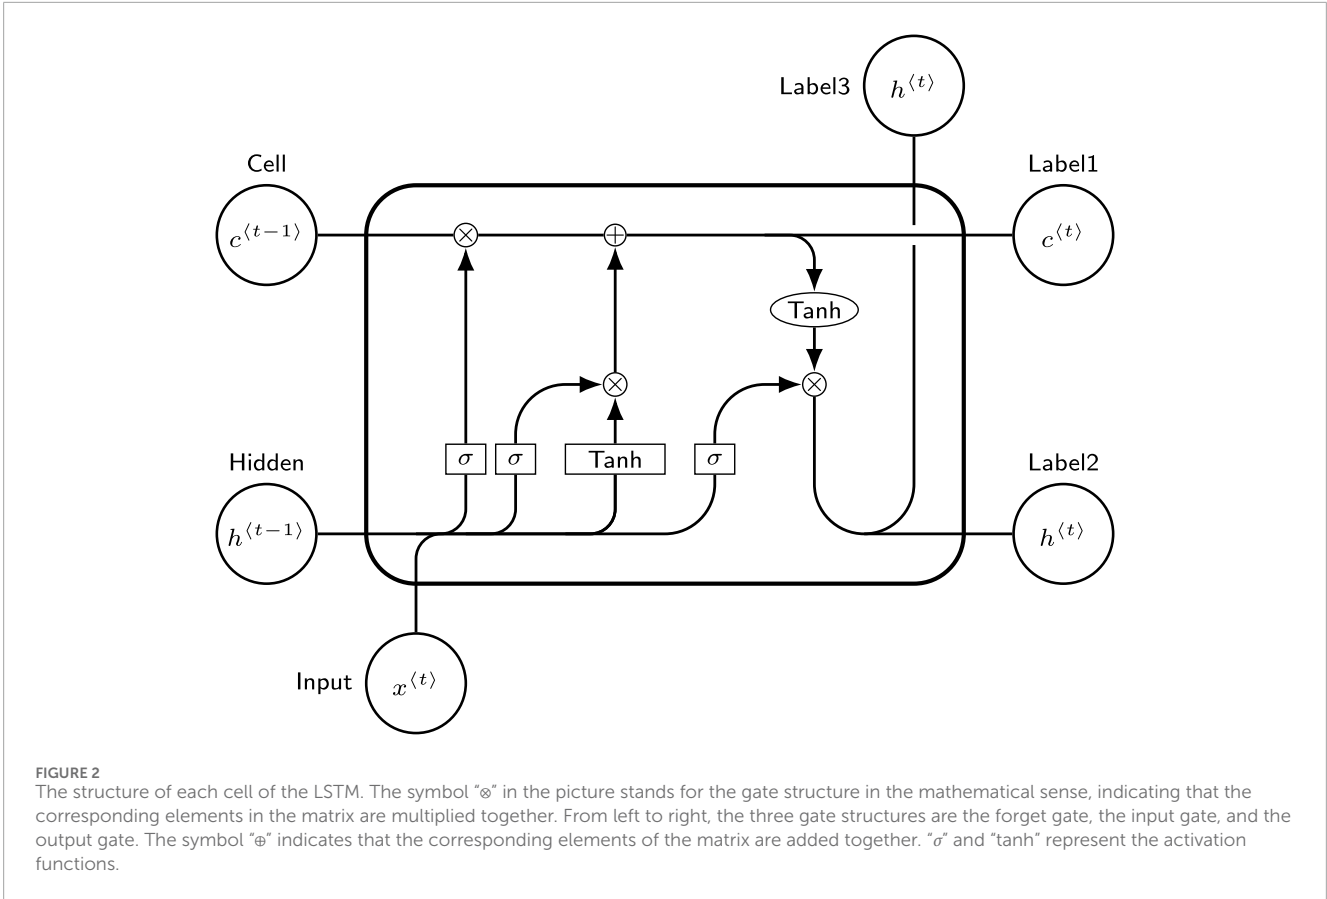 Label3
h⟨t⟩
Cell
Label1
c⟨t−1⟩
×
+
c⟨t⟩
Tanh
×
×
σ
σ
Tanh
σ
Hidden
Label2
h⟨t−1⟩
h⟨t⟩
Input
x⟨t⟩
FIGURE 2
The structure of each cell of the LSTM. The symbol “⊗” in the picture stands for the gate structure in the mathematical sense, indicating that the
corresponding elements in the matrix are multiplied together. From left to right, the three gate structures are the forget gate, the input gate, and the
output gate. The symbol “⊕” indicates that the corresponding elements of the matrix are added together. “σ” and “tanh” represent the activation
functions.